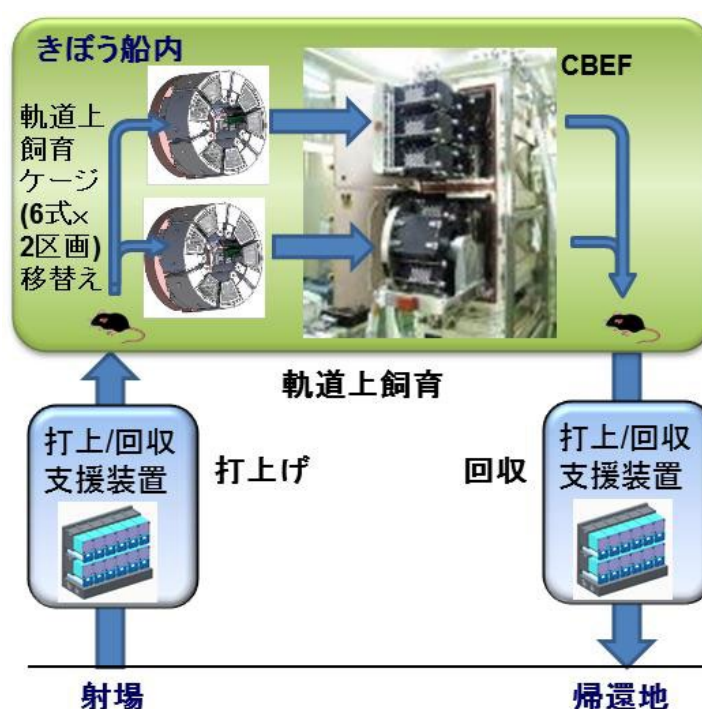 きぼう船内
CBEF
軌道上
飼育
ケージ
(6式×
2区画)
移替え
軌道上飼育
打上/回収
支援装置
打上げ
回収
打上/回収
支援装置
射場
帰還地